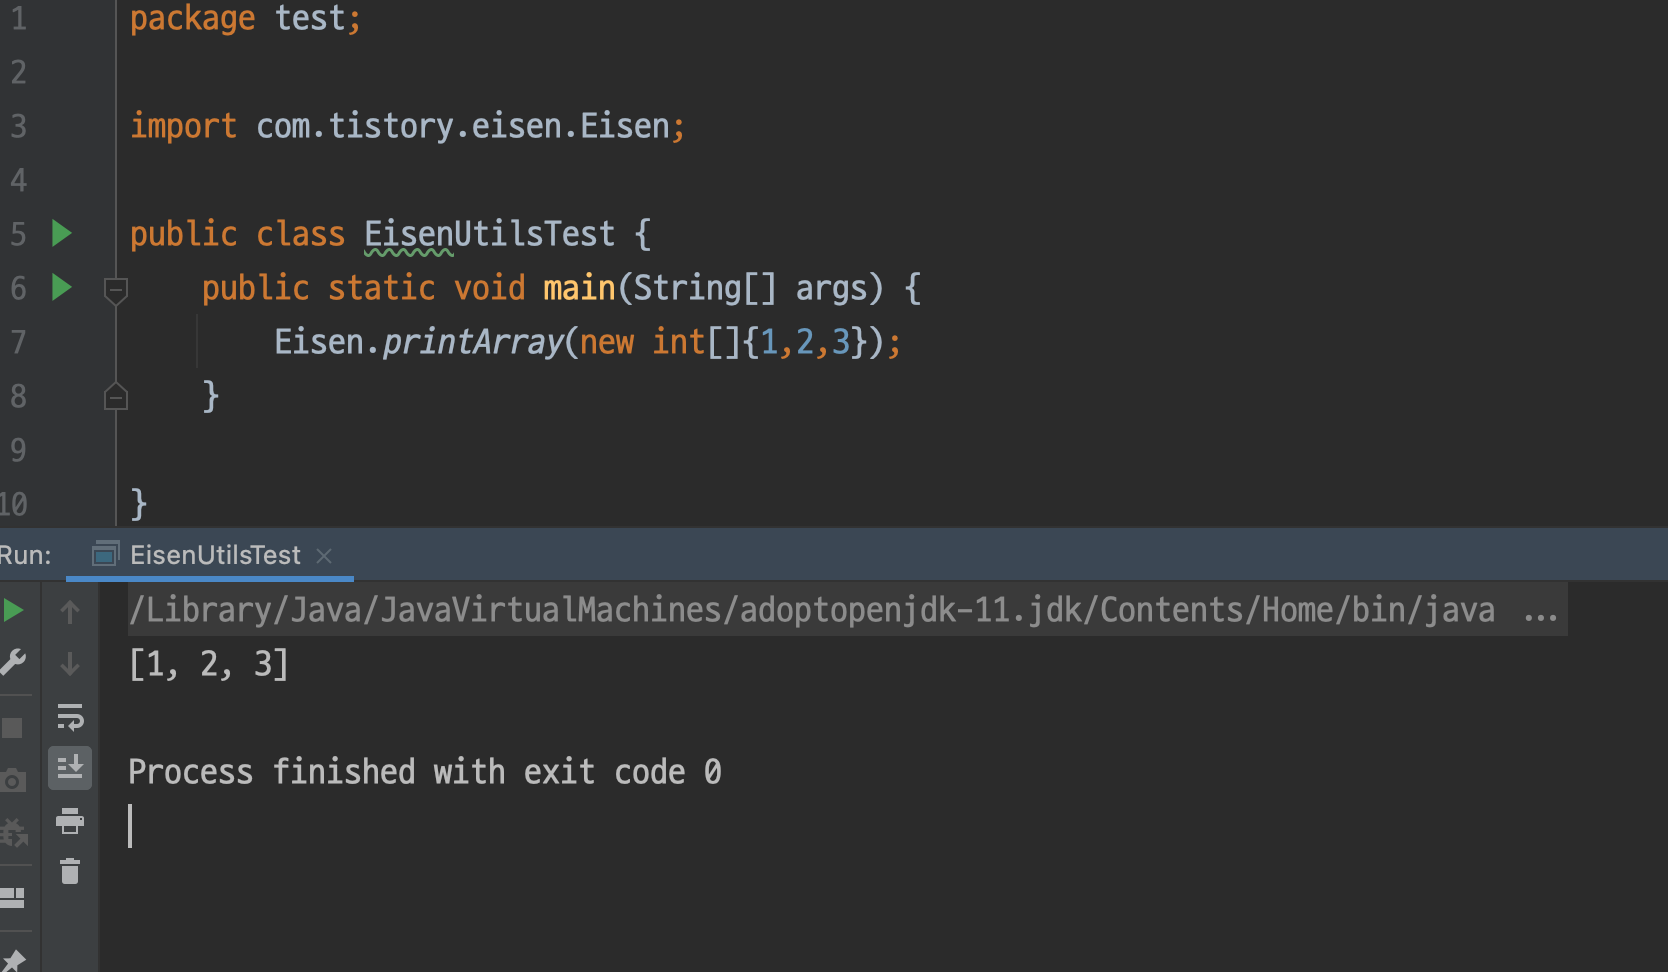 1 package test;
2
3 import com.tistory.eisen.Eisen;
4
5 public class EisenUtilsTest {
6 public static void main(String[] args) {
7 Eisen.printArray(new int[]{1,2,3});
8 }
9
10 }
Run: EisenUtilsTest
/Library/Java/JavaVirtualMachines/adoptopenjdk-11.jdk/Contents/Home/bin/java ...
[1, 2, 3]
Process finished with exit code 0